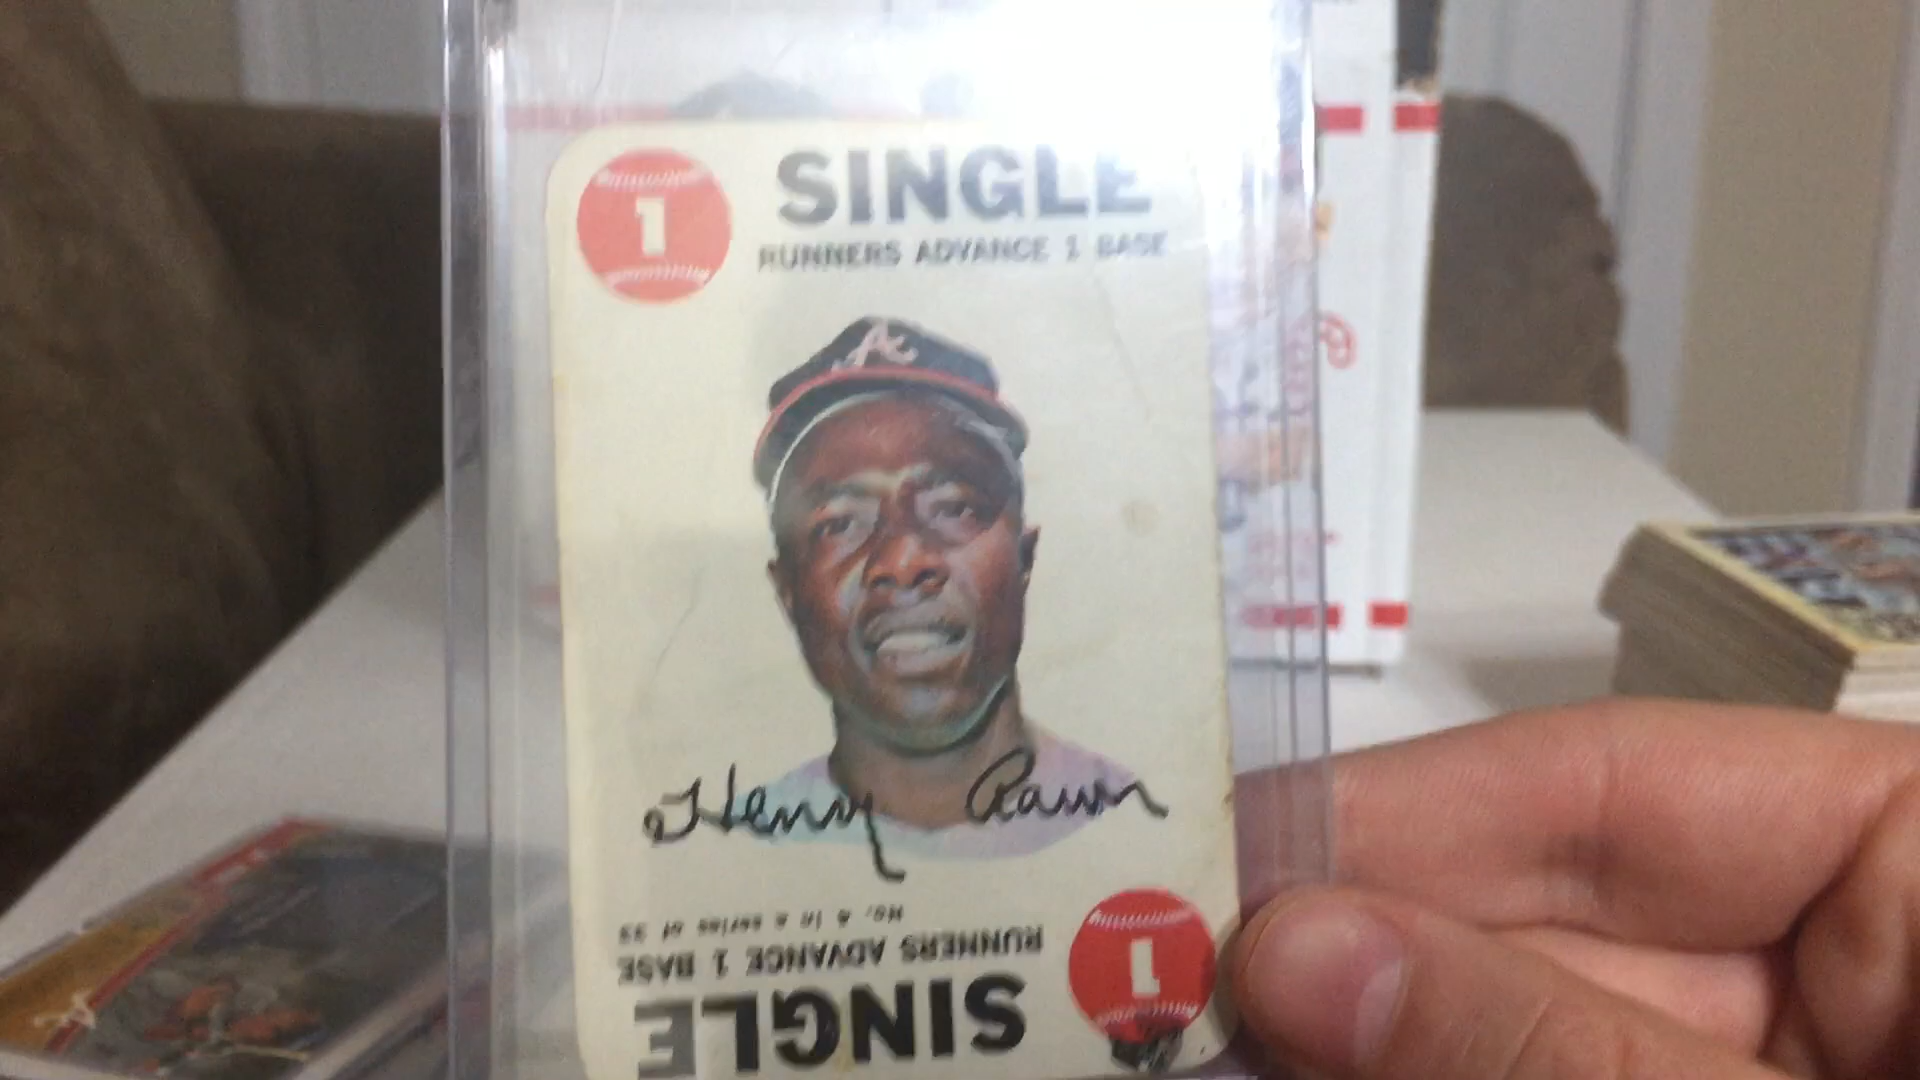 1
SINGLE
RUNNERS ADVANCE 1 BASE
A
Henry Aaron
No. 4 in a series of 33
RUNNERS ADVANCE 1 BASE
SINGLE
1